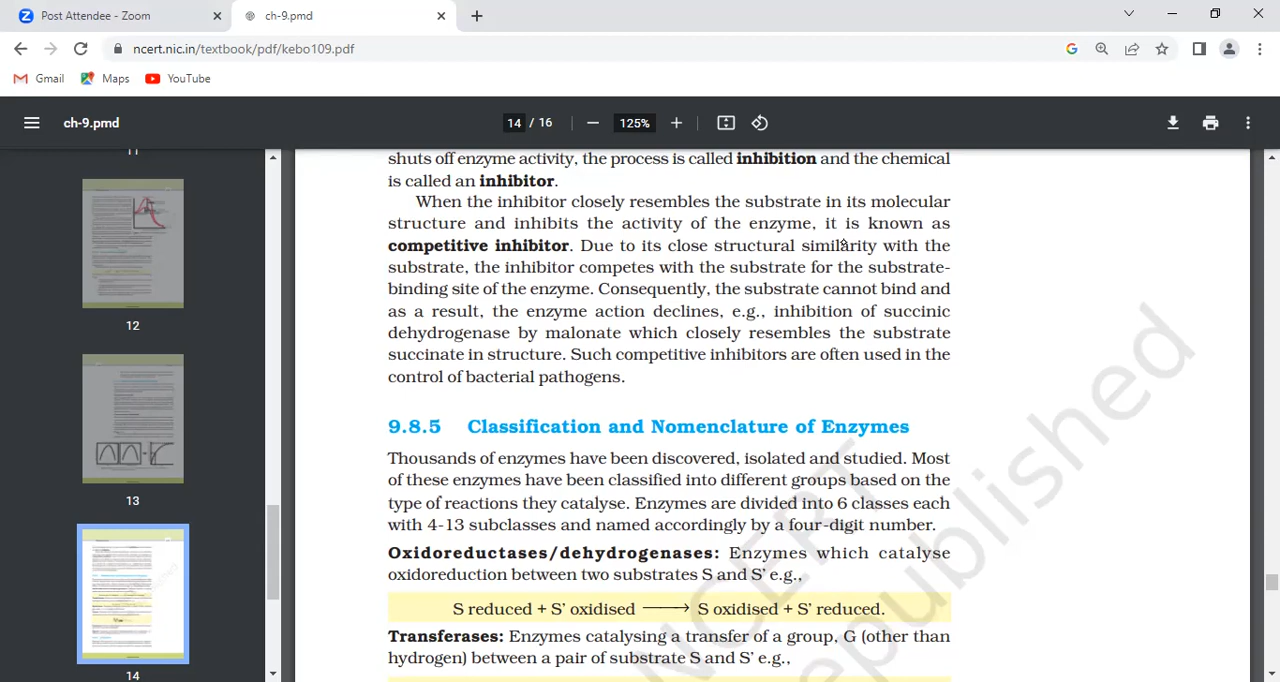 Post Attendee - Zoom
ch-9.pmd
ncert.nic.in/textbook/pdf/kebo109.pdf
Gmail Maps YouTube
ch-9.pmd
14 / 16
125%
11
12
13
14
shuts off enzyme activity, the process is called inhibition and the chemical
is called an inhibitor.
When the inhibitor closely resembles the substrate in its molecular
structure and inhibits the activity of the enzyme, it is known as
competitive inhibitor. Due to its close structural similarity with the
substrate, the inhibitor competes with the substrate for the substrate-
binding site of the enzyme. Consequently, the substrate cannot bind and
as a result, the enzyme action declines, e.g., inhibition of succinic
dehydrogenase by malonate which closely resembles the substrate
succinate in structure. Such competitive inhibitors are often used in the
control of bacterial pathogens.
9.8.5 Classification and Nomenclature of Enzymes
Thousands of enzymes have been discovered, isolated and studied. Most
of these enzymes have been classified into different groups based on the
type of reactions they catalyse. Enzymes are divided into 6 classes each
with 4-13 subclasses and named accordingly by a four-digit number.
Oxidoreductases/dehydrogenases: Enzymes which catalyse
oxidoreduction between two substrates S and S’ e.g.,
S reduced + S’ oxidised ⟶ S oxidised + S’ reduced.
Transferases: Enzymes catalysing a transfer of a group, G (other than
hydrogen) between a pair of substrate S and S’ e.g.,
NCERT
republished